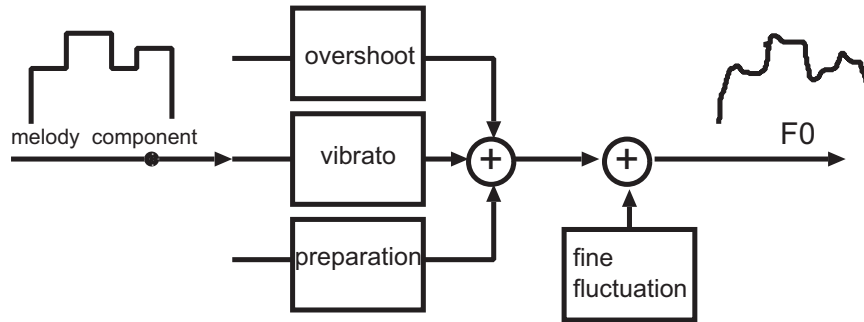 overshoot
melody component
vibrato
+
+
F0
preparation
fine
fluctuation